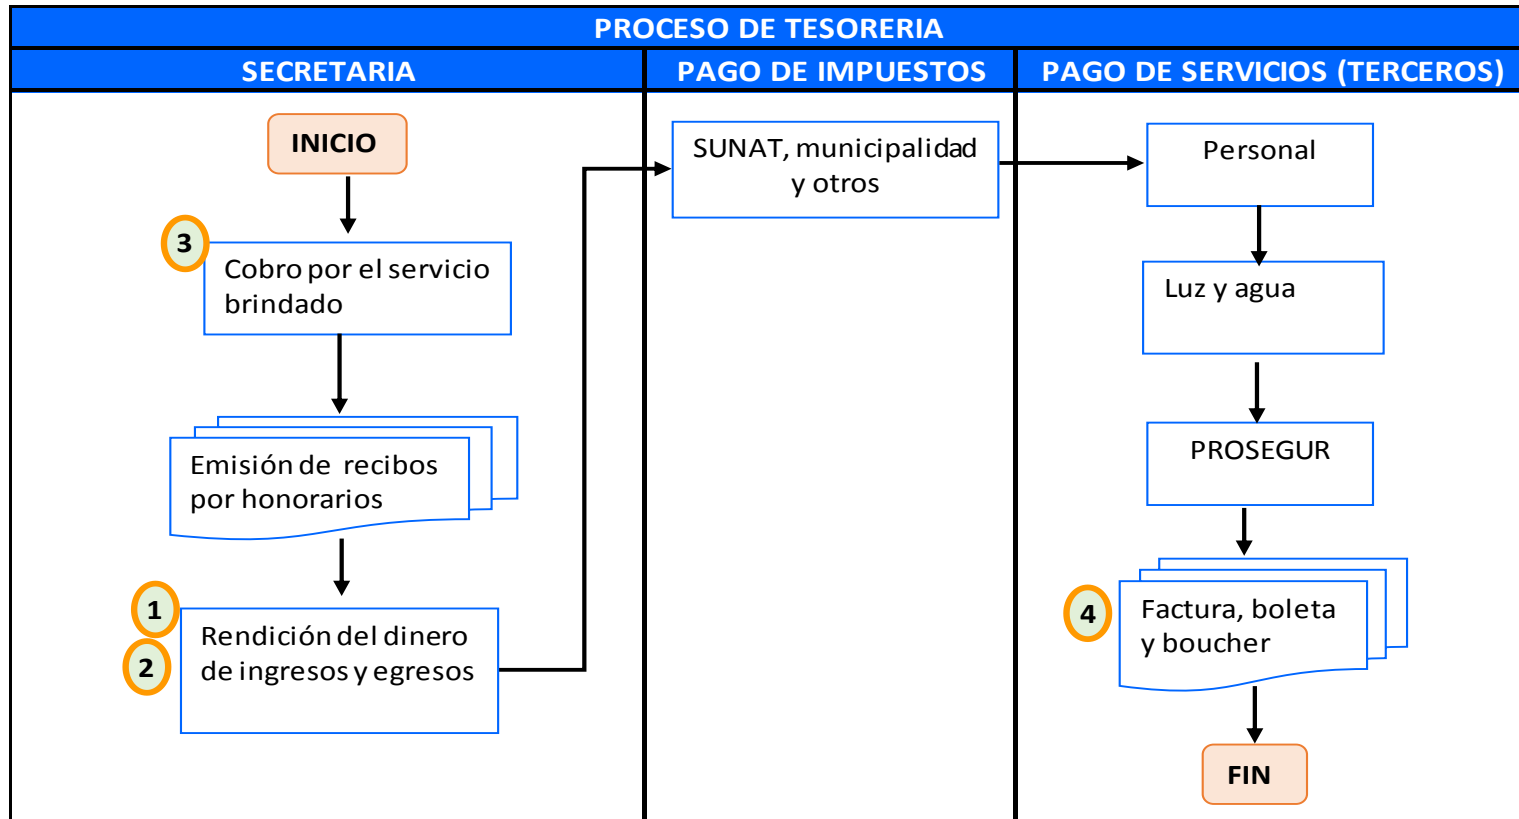 PROCESO DE TESORERIA
SECRETARIA
PAGO DE IMPUESTOS
PAGO DE SERVICIOS (TERCEROS)
INICIO
3
Cobro por el servicio
brindado
Emisión de recibos
por honorarios
1
2
Rendición del dinero
de ingresos y egresos
SUNAT, municipalidad
y otros
Personal
Luz y agua
PROSEGUR
4
Factura, boleta
y boucher
FIN